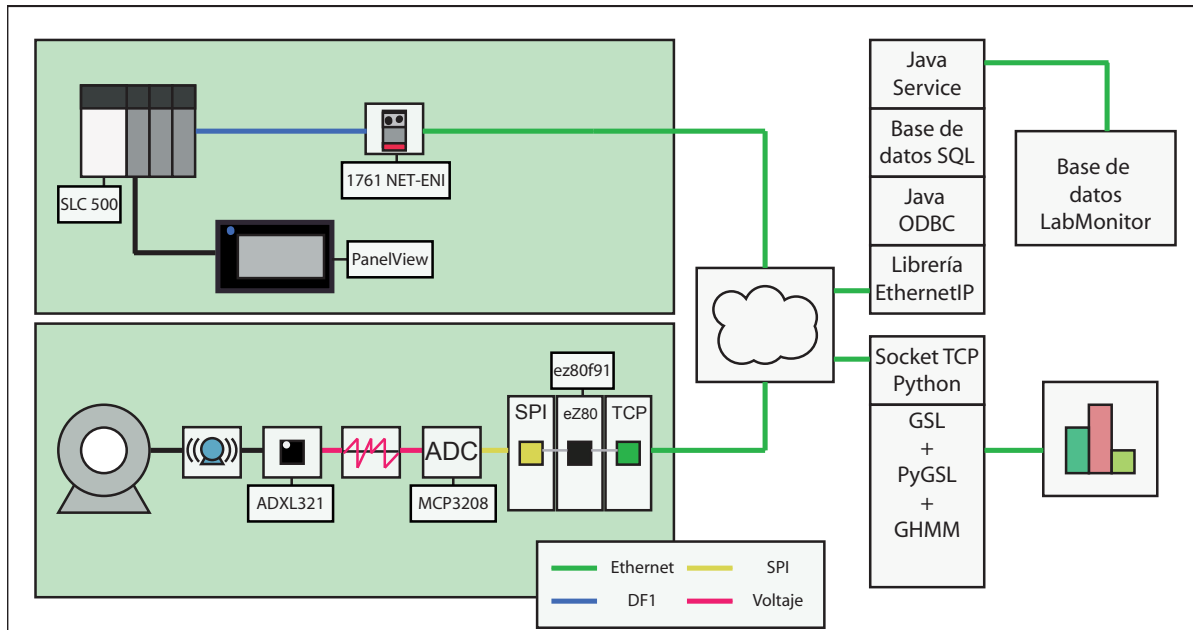 SLC 500
1761 NET-ENI
PanelView
Java
Service
Base de
datos SQL
Java
ODBC
Librería
EthernetIP
Base de
datos
LabMonitor
ADXL321
ADC
MCP3208
ez80f91
SPI
eZ80
TCP
Socket TCP
Python
GSL
+
PyGSL
+
GHMM
Ethernet
SPI
DF1
Voltaje